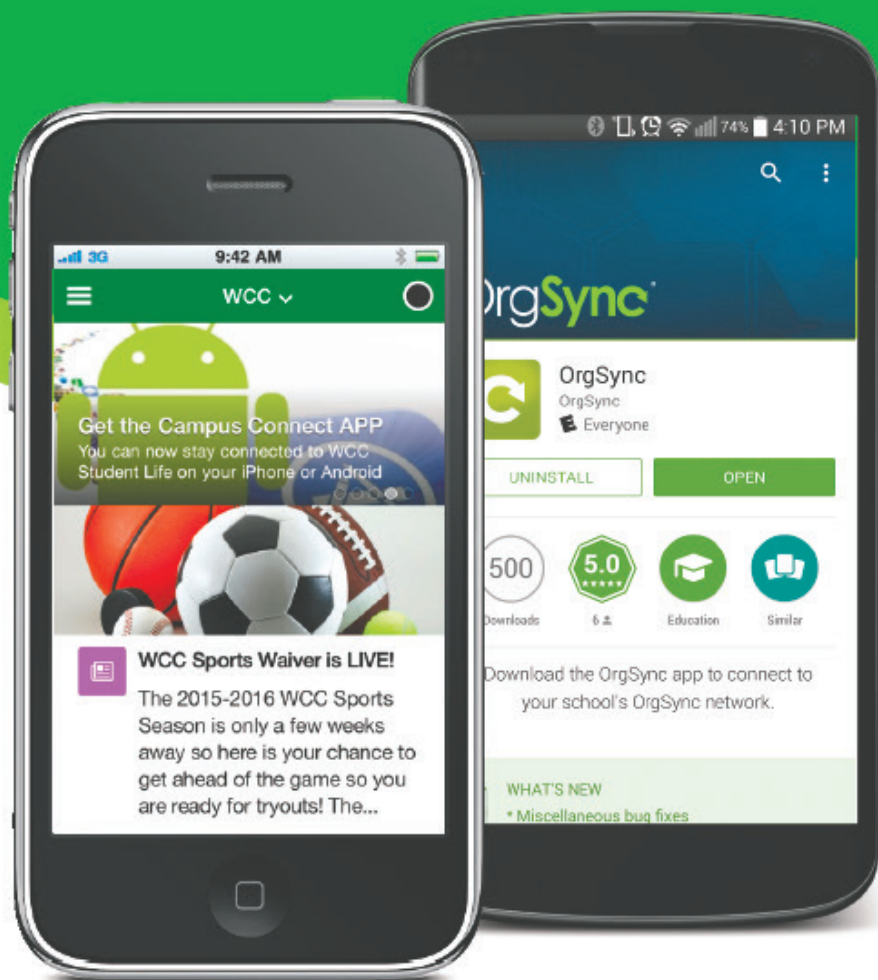 3G 9:42 AM
WCC
Get the Campus Connect APP
You can now stay connected to WCC
Student Life on your iPhone or Android
WCC Sports Waiver is LIVE!
The 2015-2016 WCC Sports
Season is only a few weeks
away so here is your chance to
get ahead of the game so you
are ready for tryouts! The...
74% 4:10 PM
OrgSync
OrgSync
OrgSync
E Everyone
UNINSTALL OPEN
500 5.0
Downloads 6 Education Similar
Download the OrgSync app to connect to
your school's OrgSync network.
WHAT'S NEW
* Miscellaneous bug fixes